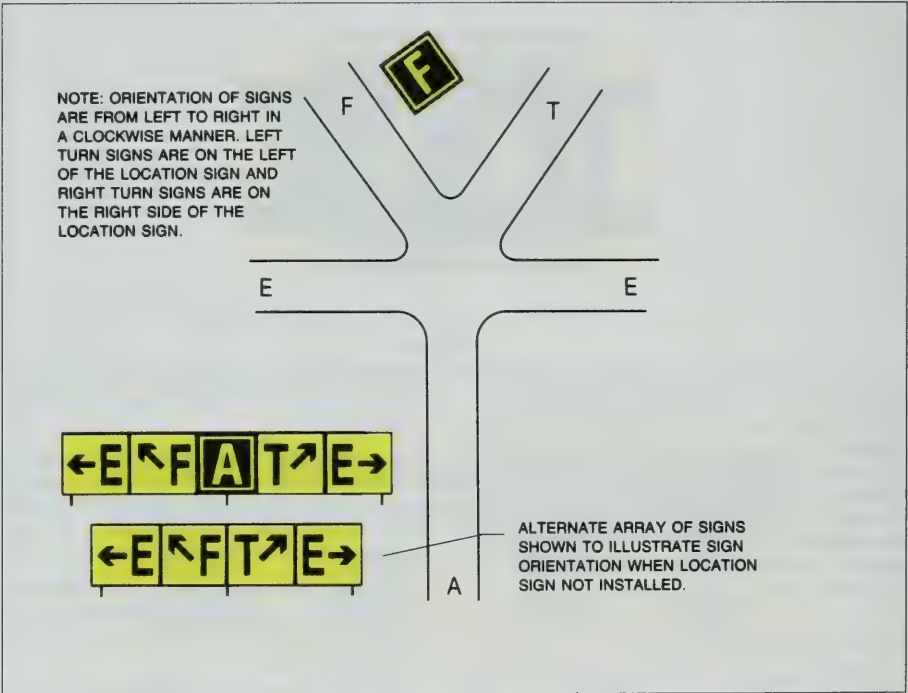 F
NOTE: ORIENTATION OF SIGNS
ARE FROM LEFT TO RIGHT IN
A CLOCKWISE MANNER. LEFT
TURN SIGNS ARE ON THE LEFT
OF THE LOCATION SIGN AND
RIGHT TURN SIGNS ARE ON
THE RIGHT SIDE OF THE
LOCATION SIGN.
F
T
E
E
←E ↖F A T↗ E→
←E ↖F T↗ E→
ALTERNATE ARRAY OF SIGNS
SHOWN TO ILLUSTRATE SIGN
ORIENTATION WHEN LOCATION
SIGN NOT INSTALLED.
A